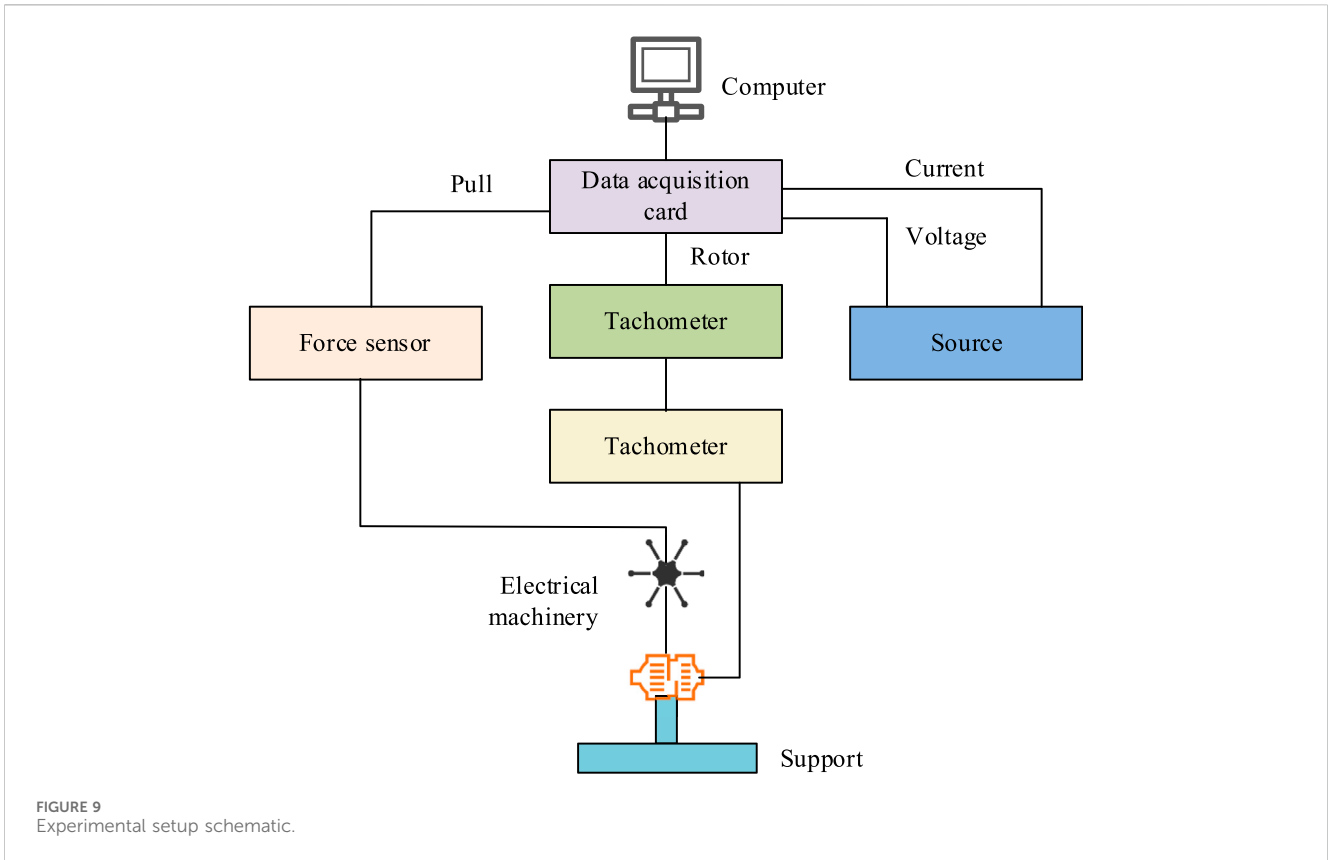 Computer
Pull
Data acquisition
card
Current
Voltage
Rotor
Force sensor
Tachometer
Source
Tachometer
Electrical
machinery
Support
FIGURE 9
Experimental setup schematic.